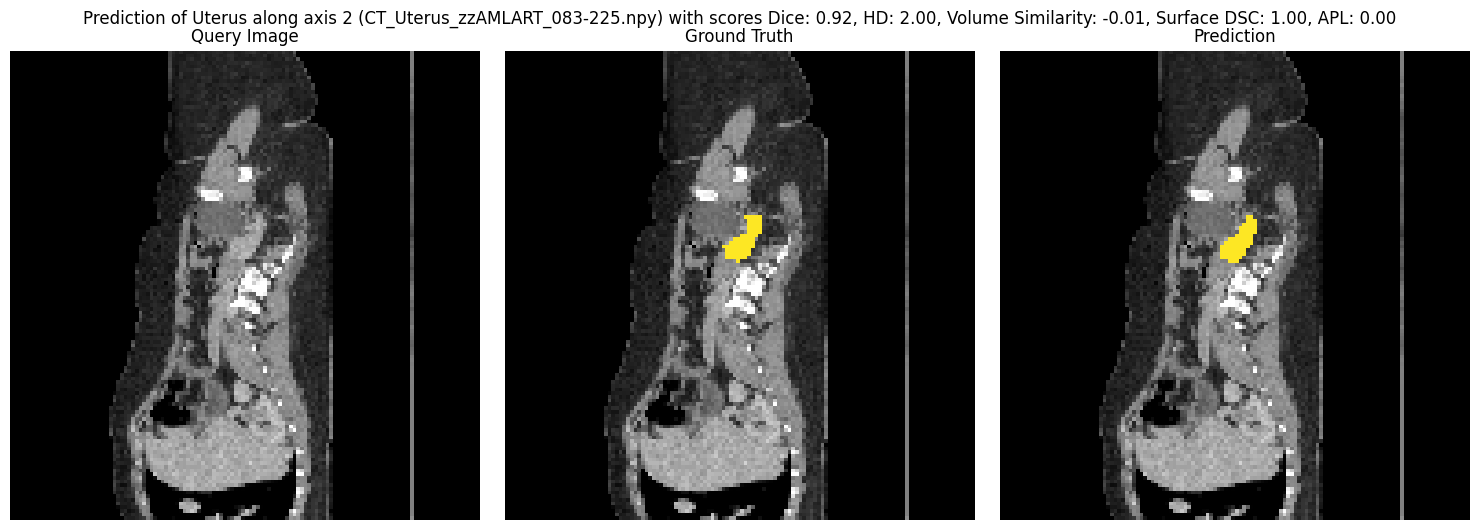 Prediction of Uterus along axis 2 (CT_Uterus_zzAMLART_083-225.npy) with scores Dice: 0.92, HD: 2.00, Volume Similarity: -0.01, Surface DSC: 1.00, APL: 0.00
Query Image
Ground Truth
Prediction